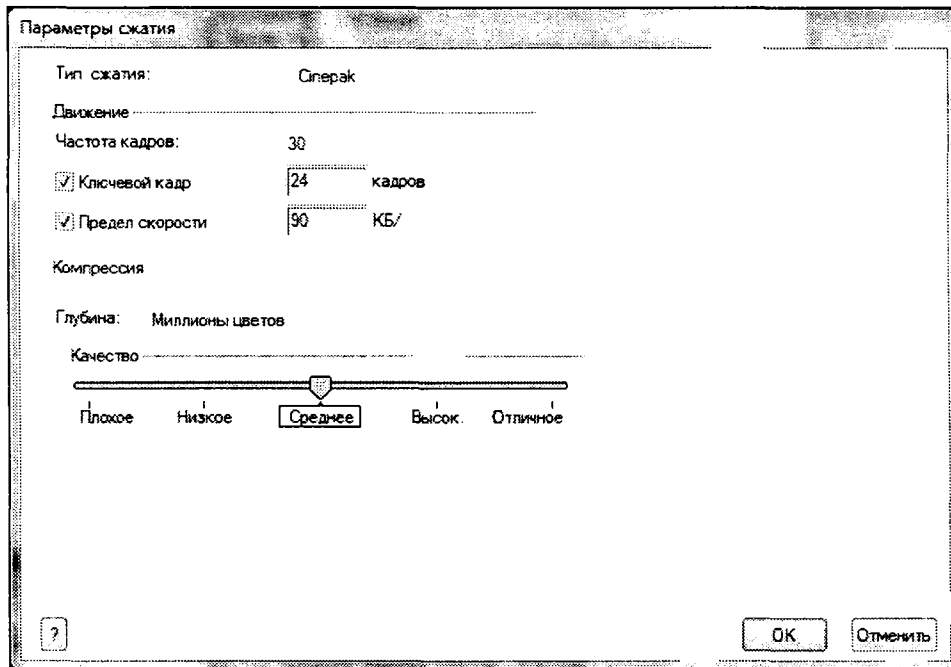 Параметры сжатия
Тип сжатия: Cinepak
Движение
Частота кадров: 30
Ключевой кадр 24 кадров
Предел скорости 90 КБ/
Компрессия
Глубина: Миллионы цветов
Качество
Плохое Низкое Среднее Высок. Отличное
? OK Отменить